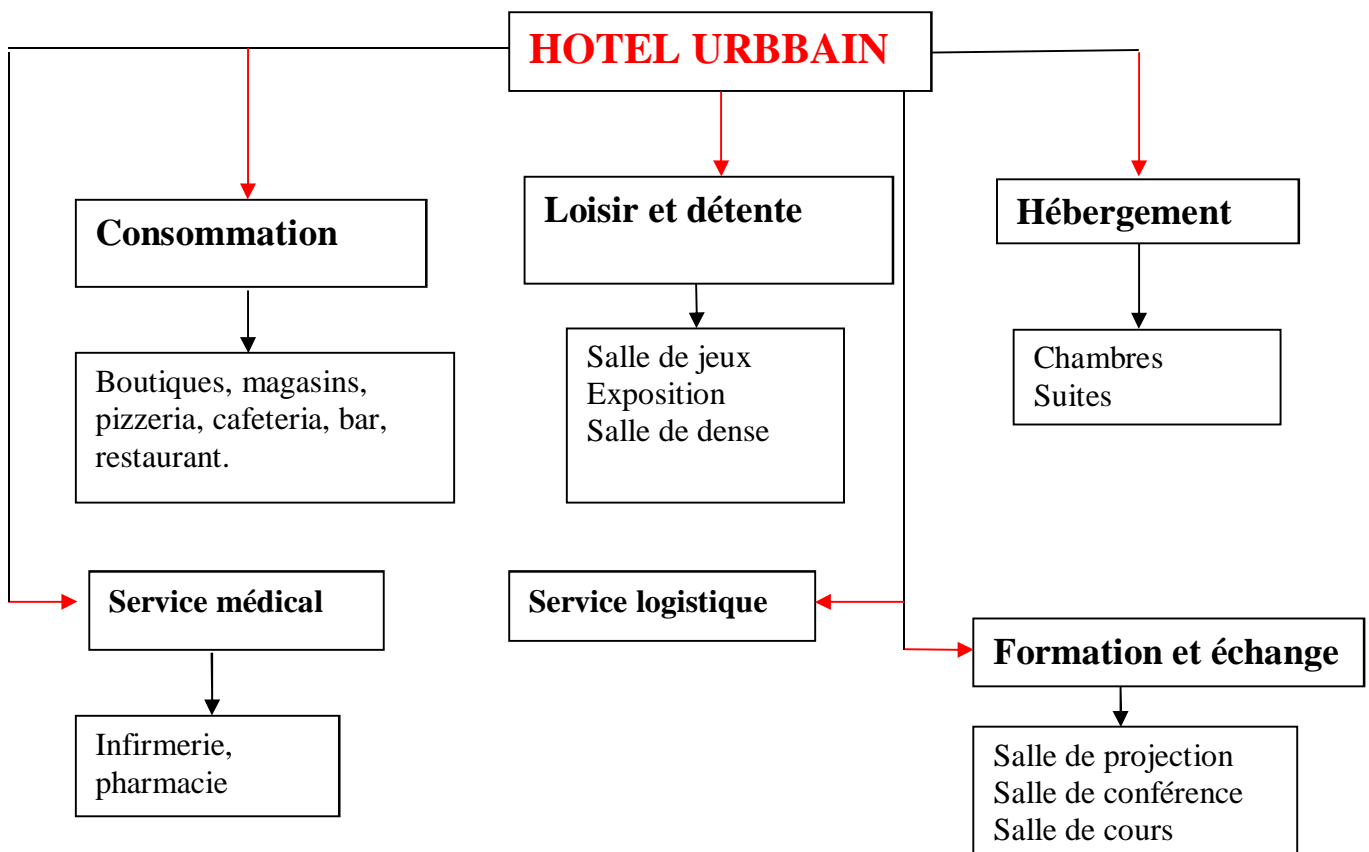 HOTEL URBBAIN
Consommation
Loisir et détente
Hébergement
Boutiques, magasins,
pizzeria, cafeteria, bar,
restaurant.
Salle de jeux
Exposition
Salle de dense
Chambres
Suites
Service médical
Service logistique
Formation et échange
Infirmerie,
pharmacie
Salle de projection
Salle de conférence
Salle de cours